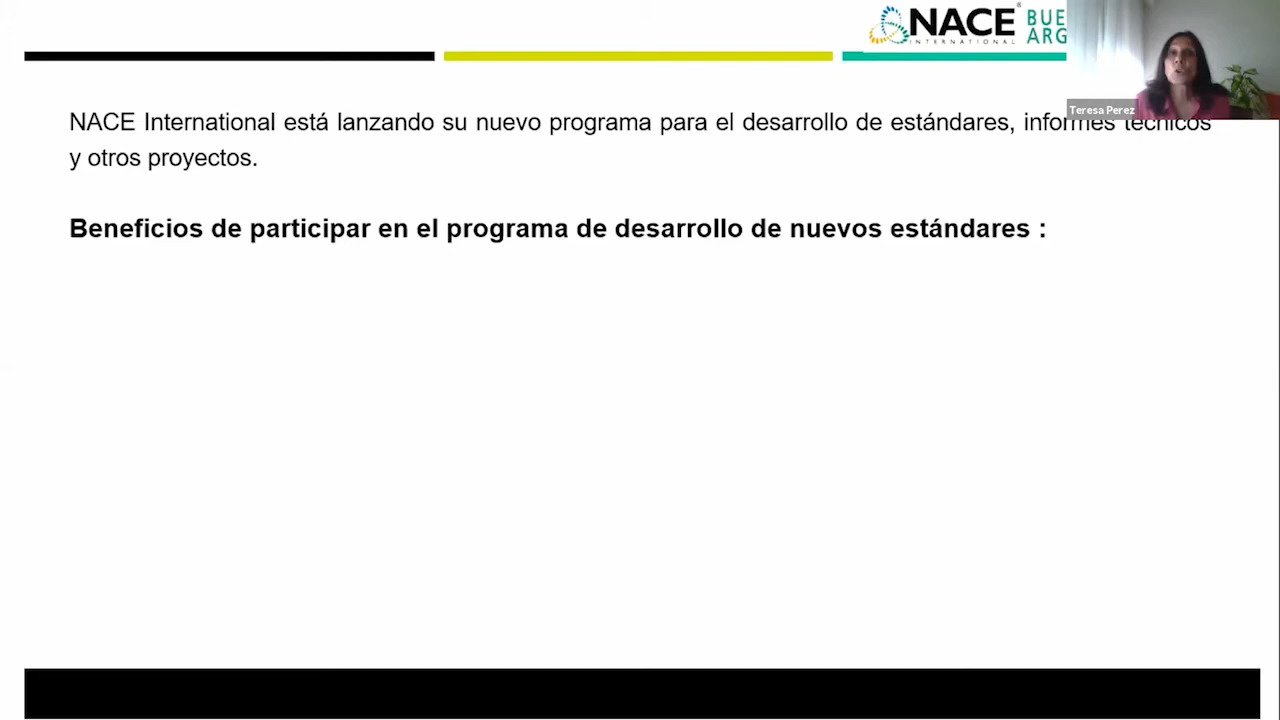 NACE
INTERNATIONAL
BUE
ARG
Teresa Perez
NACE International está lanzando su nuevo programa para el desarrollo de estándares, informes técnicos
y otros proyectos.
Beneficios de participar en el programa de desarrollo de nuevos estándares :